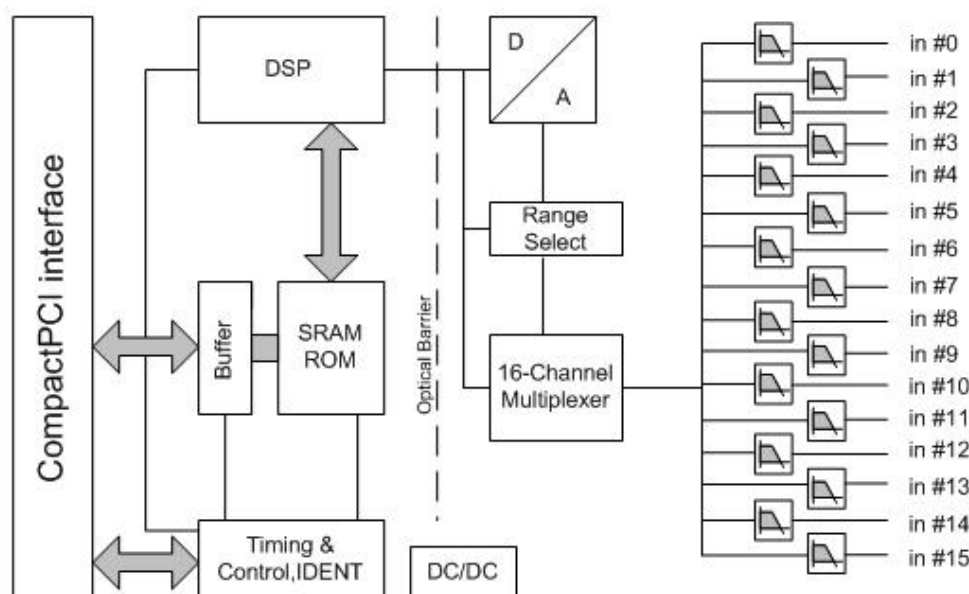 CompactPCI interface
DSP
Buffer
SRAM
ROM
Timing &
Control,IDENT
Optical Barrier
DC/DC
D
A
Range
Select
16-Channel
Multiplexer
in #0
in #1
in #2
in #3
in #4
in #5
in #6
in #7
in #8
in #9
in #10
in #11
in #12
in #13
in #14
in #15